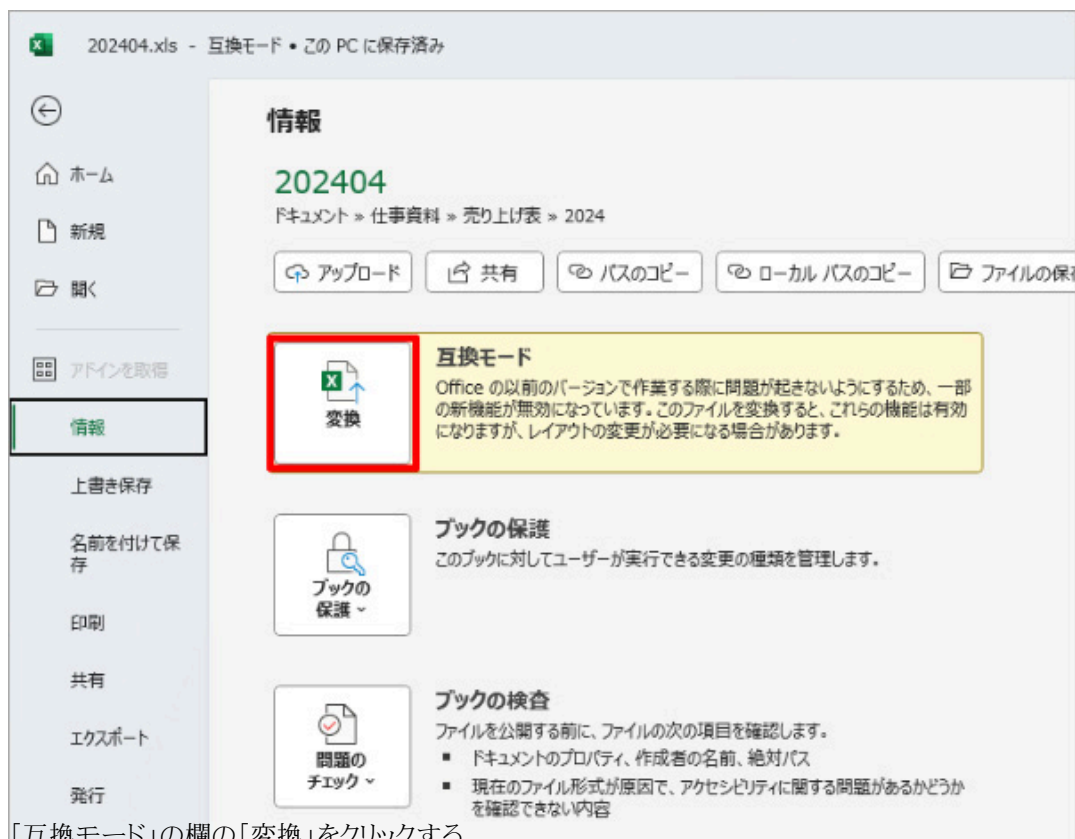 202404.xls - 互換モード • この PC に保存済み
情報
ホーム
202404
ドキュメント » 仕事資料 » 売り上げ表 » 2024
新規
アップロード 共有 パスのコピー ローカル パスのコピー ファイルの保
開く
アドインを取得
変換
互換モード
Office の以前のバージョンで作業する際に問題が起きないようにするため、一部
の新機能が無効になっています。このファイルを変換すると、これらの機能は有効
になりますが、レイアウトの変更が必要になる場合があります。
情報
上書き保存
名前を付けて保
存
ブックの
保護
ブックの保護
このブックに対してユーザーが実行できる変更の種類を管理します。
印刷
共有
エクスポート
発行
問題の
チェック
ブックの検査
ファイルを公開する前に、ファイルの次の項目を確認します。
▪ ドキュメントのプロパティ、作成者の名前、絶対パス
▪ 現在のファイル形式が原因で、アクセシビリティに関する問題があるかどうか
を確認できない内容
「互換モード」の欄の「変換」をクリックする